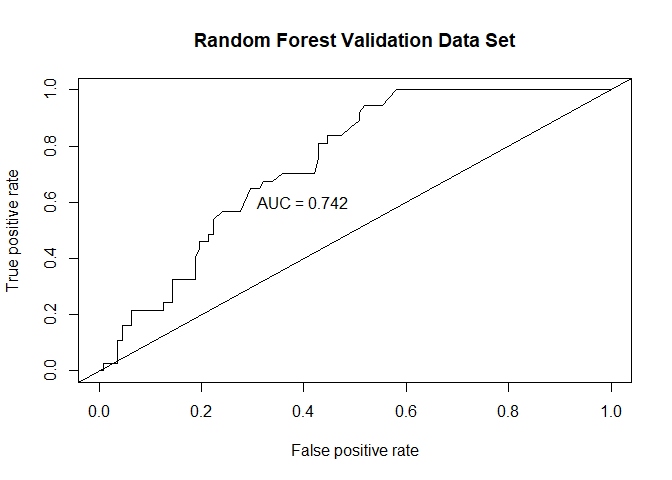 Random Forest Validation Data Set
True positive rate
1.0
0.8
0.6
0.4
0.2
0.0
AUC = 0.742
0.0 0.2 0.4 0.6 0.8 1.0
False positive rate